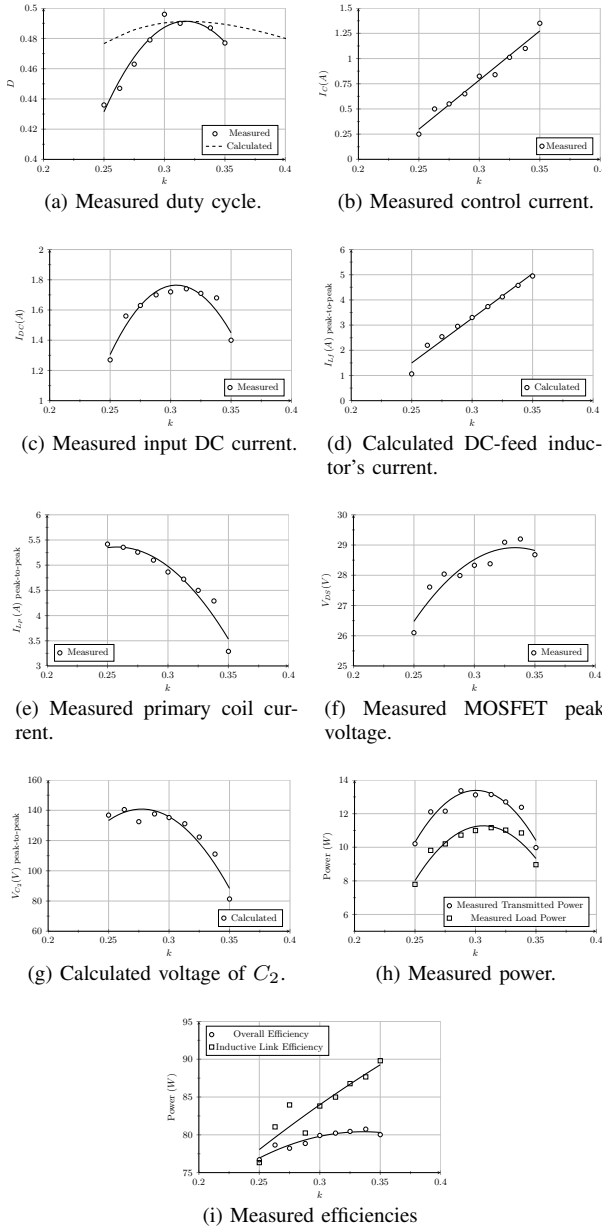 0.5
0.48
0.46
0.44
0.42
0.4
D
0.2 0.25 0.3 0.35 0.4
k
Measured
Calculated
(a) Measured duty cycle.
1.5
1.25
1
0.75
0.5
0.25
0
I_C(A)
0.2 0.25 0.3 0.35 0.4
k
Measured
(b) Measured control current.
2
1.8
1.6
1.4
1.2
1
I_DC(A)
0.2 0.25 0.3 0.35 0.4
k
Measured
(c) Measured input DC current.
6
5
4
3
2
1
0
I_Lf(A) peak-to-peak
0.2 0.25 0.3 0.35 0.4
k
Calculated
(d) Calculated DC-feed induc-
tor's current.
6
5.5
5
4.5
4
3.5
3
I_Lp(A) peak-to-peak
0.2 0.25 0.3 0.35 0.4
k
Measured
(e) Measured primary coil cur-
rent.
30
29
28
27
26
25
V_DS(V)
0.2 0.25 0.3 0.35 0.4
k
Measured
(f) Measured MOSFET peak
voltage.
160
140
120
100
80
60
V_C2(V) peak-to-peak
0.2 0.25 0.3 0.35 0.4
k
Calculated
(g) Calculated voltage of C2.
14
12
10
8
6
Power (W)
0.2 0.25 0.3 0.35 0.4
k
Measured Transmitted Power
Measured Load Power
(h) Measured power.
95
90
85
80
75
Power (W)
0.2 0.25 0.3 0.35 0.4
k
Overall Efficiency
Inductive Link Efficiency
(i) Measured efficiencies